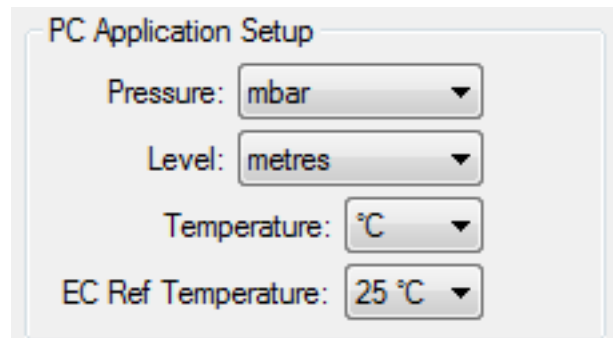 PC Application Setup
Pressure: mbar
Level: metres
Temperature: °C
EC Ref Temperature: 25 °C